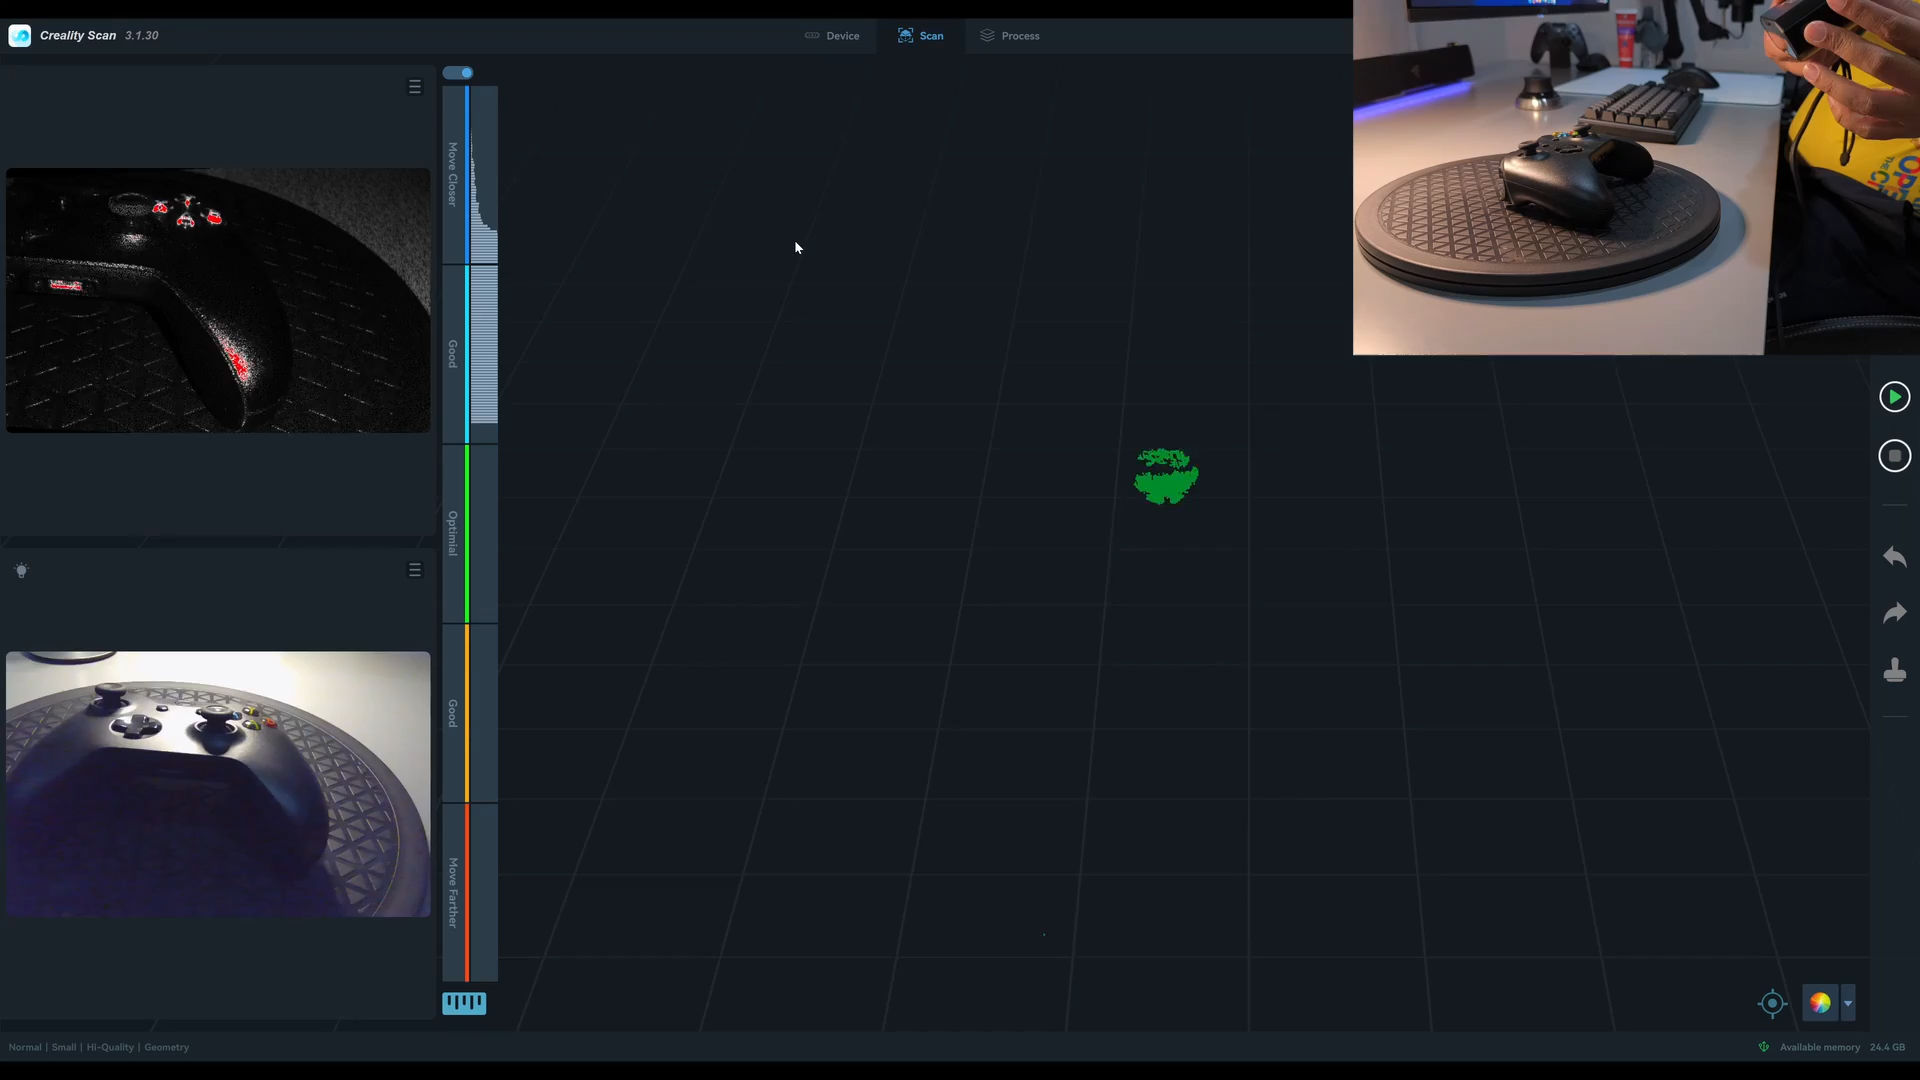 Creality Scan 3.1.30
Device
Scan
Process
Move Closer
Good
Optimial
Good
Move Farther
Normal | Small | Hi-Quality | Geometry
Available memory 24.4 GB